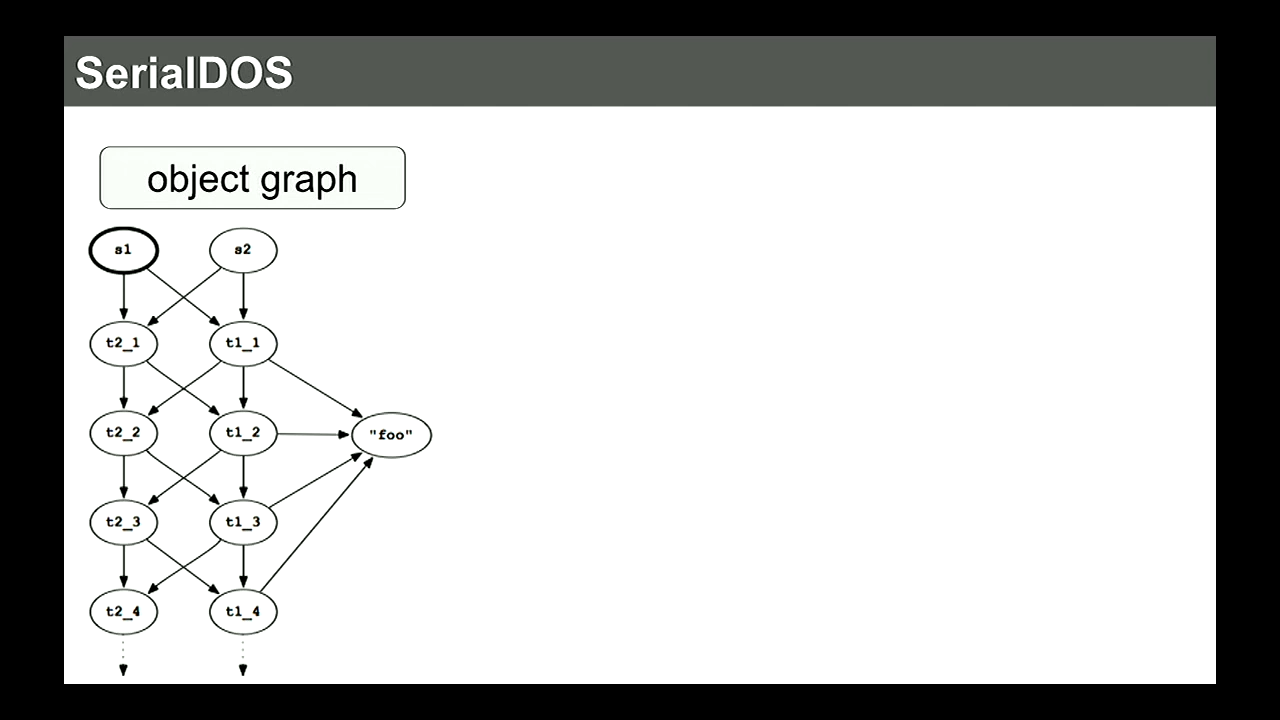 SerialDOS
object graph
s1 s2
t2_1 t1_1
t2_2 t1_2 "foo"
t2_3 t1_3
t2_4 t1_4